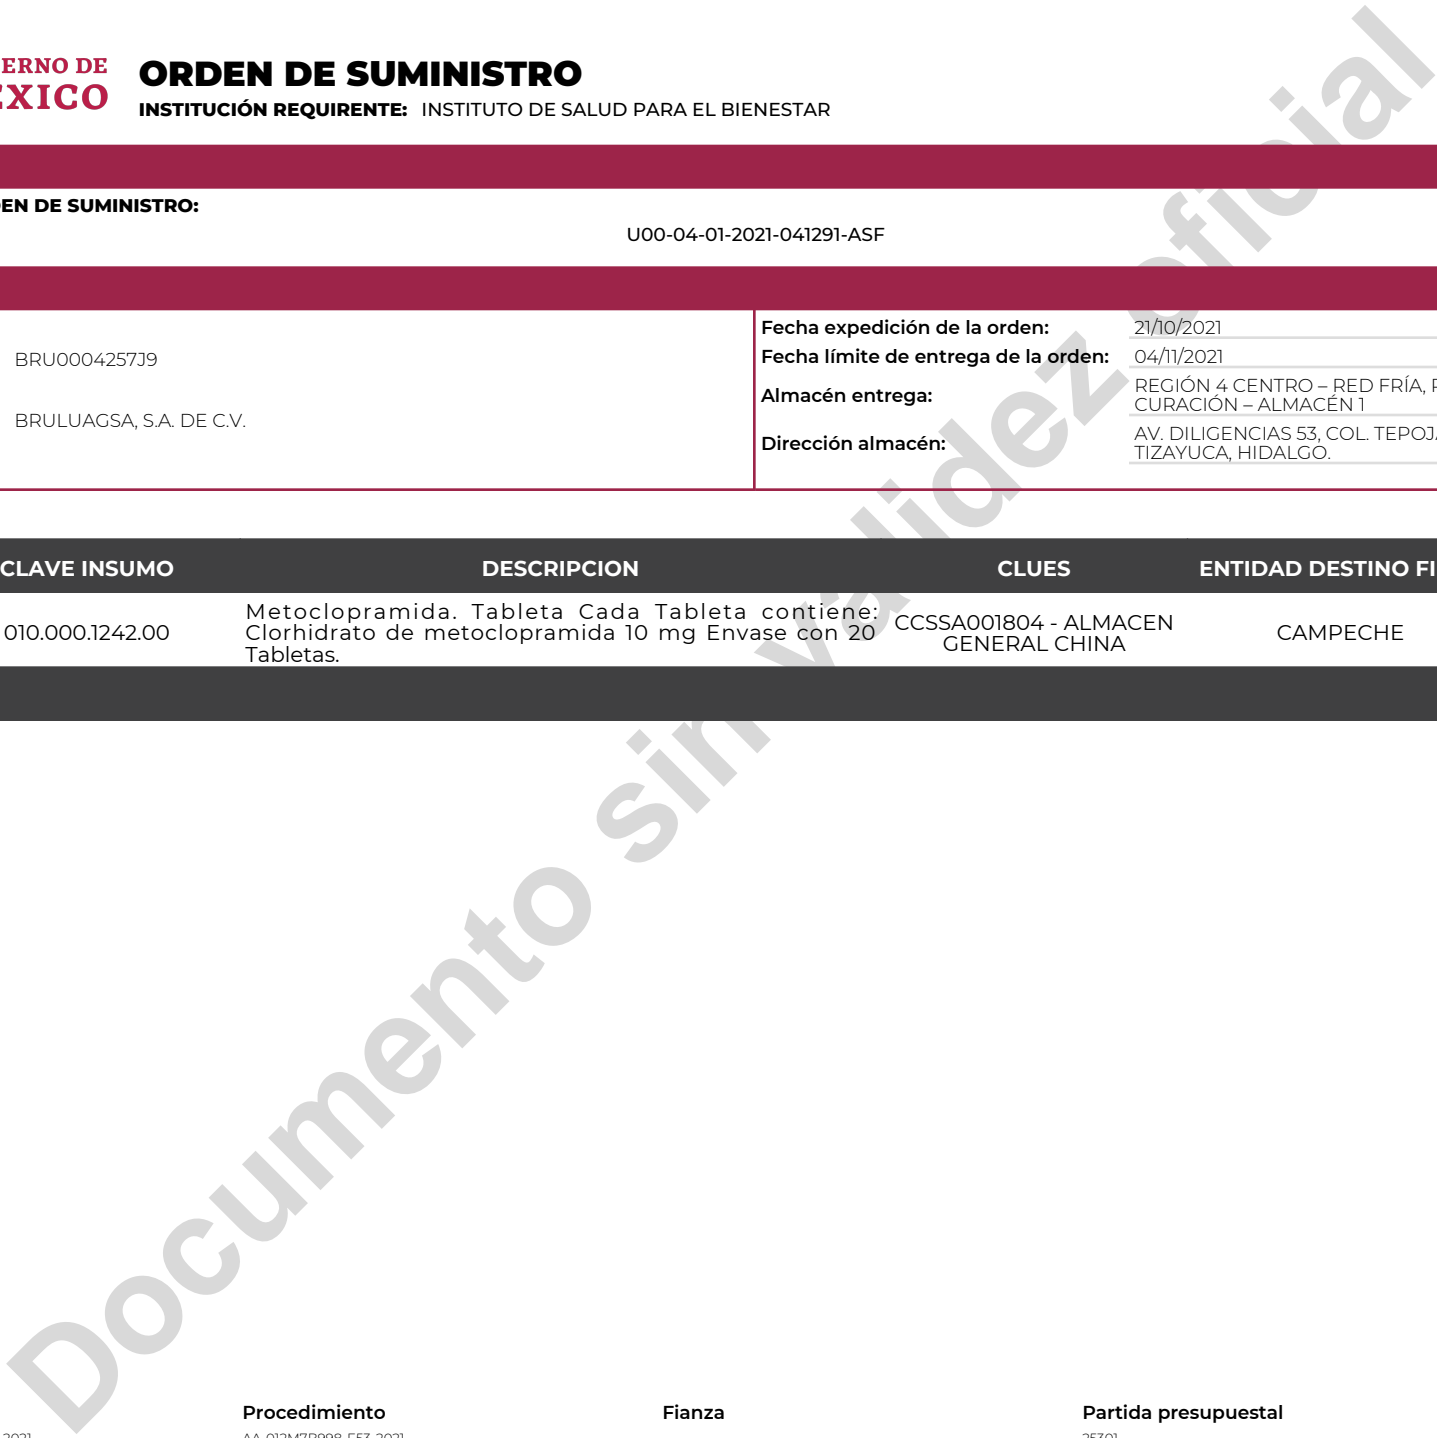 ERNO DE
ORDEN DE SUMINISTRO
EXICO
INSTITUCIÓN REQUIRENTE: INSTITUTO DE SALUD PARA EL BIENESTAR
EN DE SUMINISTRO:
U00-04-01-2021-041291-ASF
BRU0004257J9
BRULUAGSA, S.A. DE C.V.
Fecha expedición de la orden: 21/10/2021
Fecha límite de entrega de la orden: 04/11/2021
Almacén entrega: REGIÓN 4 CENTRO – RED FRÍA,
CURACIÓN – ALMACÉN 1
Dirección almacén: AV. DILIGENCIAS 53, COL. TEPOJ
TIZAYUCA, HIDALGO.
CLAVE INSUMO DESCRIPCION CLUES ENTIDAD DESTINO FI
010.000.1242.00
Metoclopramida. Tableta Cada Tableta contiene:
Clorhidrato de metoclopramida 10 mg Envase con 20
Tabletas.
CCSSA001804 - ALMACEN
GENERAL CHINA
CAMPECHE
Documento sin validez oficial
Procedimiento Fianza Partida presupuestal